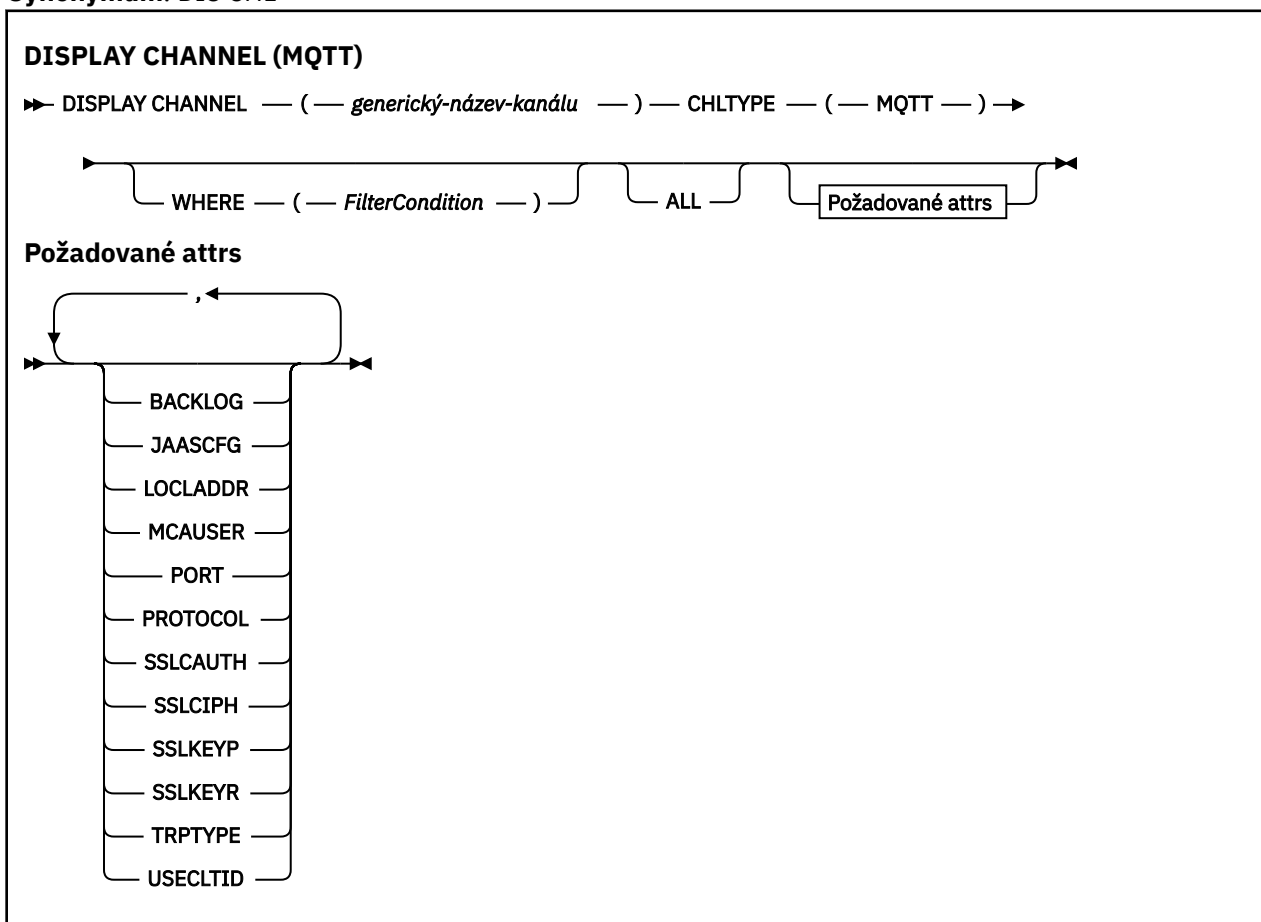 DISPLAY CHANNEL (MQTT)
DISPLAY CHANNEL ( generický-název-kanálu ) CHLTYPE ( MQTT )
WHERE ( FilterCondition ) ALL Požadované attrs
Požadované attrs
,
BACKLOG
JAASCFG
LOCLADDR
MCAUSER
PORT
PROTOCOL
SSLCAUTH
SSLCIPH
SSLKEYP
SSLKEYR
TRPTYPE
USECLTID